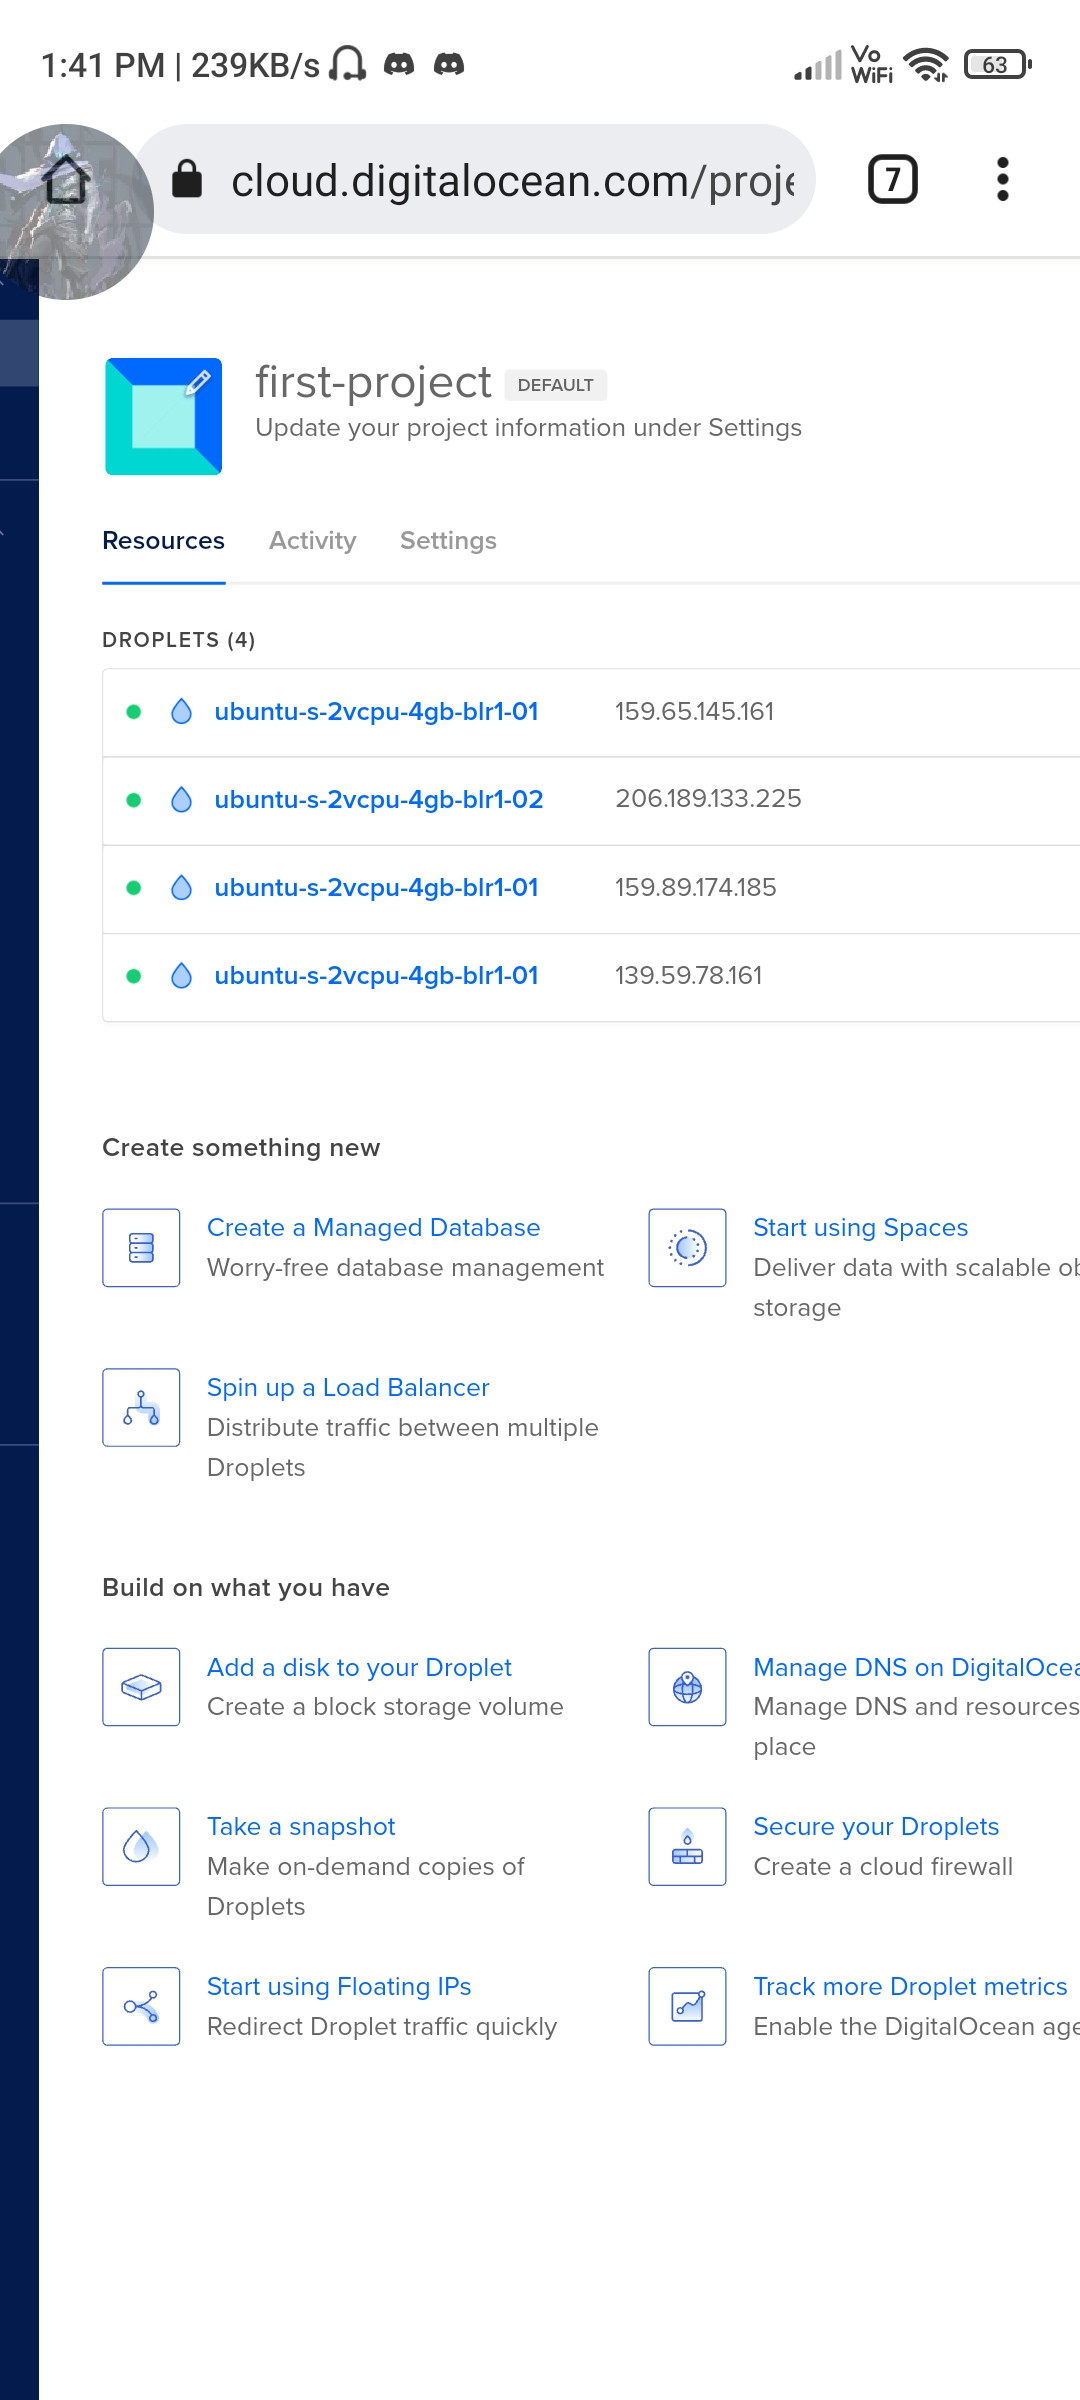 1:41 PM | 239KB/s
Vo
WiFi
63
cloud.digitalocean.com/proje
7
first-project DEFAULT
Update your project information under Settings
Resources Activity Settings
DROPLETS (4)
ubuntu-s-2vcpu-4gb-blr1-01 159.65.145.161
ubuntu-s-2vcpu-4gb-blr1-02 206.189.133.225
ubuntu-s-2vcpu-4gb-blr1-01 159.89.174.185
ubuntu-s-2vcpu-4gb-blr1-01 139.59.78.161
Create something new
Create a Managed Database
Worry-free database management
Start using Spaces
Deliver data with scalable ob
storage
Spin up a Load Balancer
Distribute traffic between multiple
Droplets
Build on what you have
Add a disk to your Droplet
Create a block storage volume
Manage DNS on DigitalOcea
Manage DNS and resources
place
Take a snapshot
Make on-demand copies of
Droplets
Secure your Droplets
Create a cloud firewall
Start using Floating IPs
Redirect Droplet traffic quickly
Track more Droplet metrics
Enable the DigitalOcean age